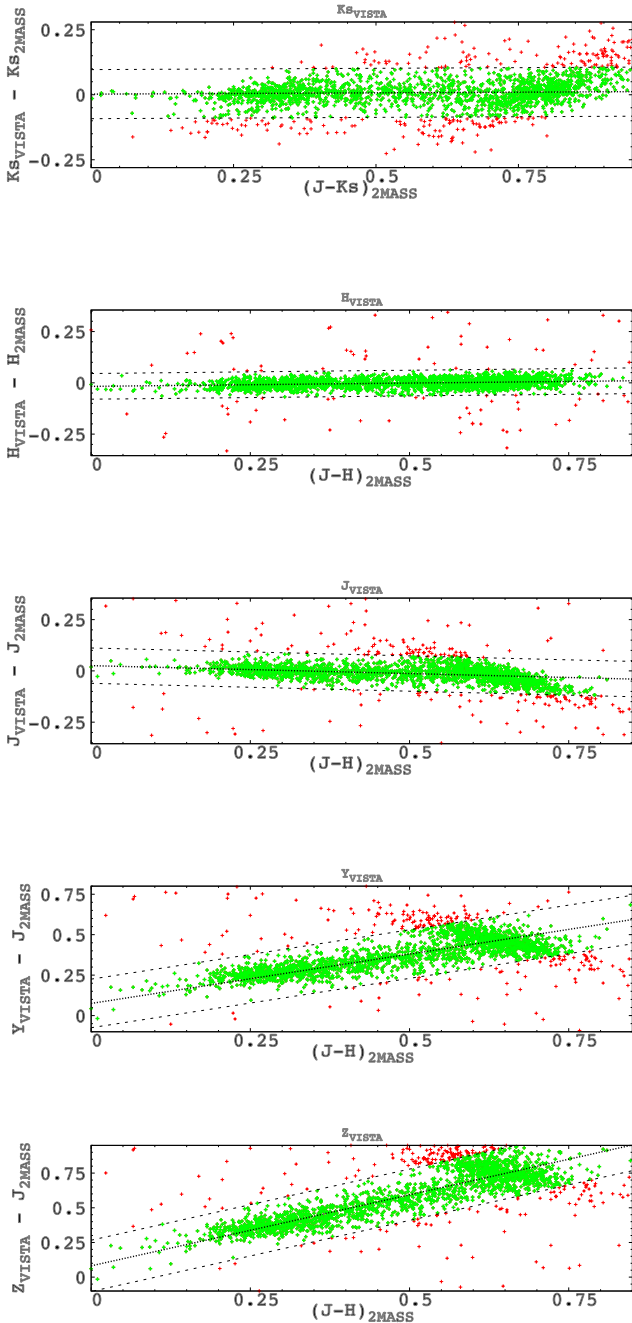 Ks_VISTA
Ks_VISTA − Ks_2MASS
0.25
0
−0.25
0 0.25 0.5 0.75
(J−Ks)_2MASS
H_VISTA
H_VISTA − H_2MASS
0.25
0
−0.25
0 0.25 0.5 0.75
(J−H)_2MASS
J_VISTA
J_VISTA − J_2MASS
0.25
0
−0.25
0 0.25 0.5 0.75
(J−H)_2MASS
Y_VISTA
Y_VISTA − J_2MASS
0.75
0.5
0.25
0
0 0.25 0.5 0.75
(J−H)_2MASS
Z_VISTA
Z_VISTA − J_2MASS
0.75
0.5
0.25
0
0 0.25 0.5 0.75
(J−H)_2MASS